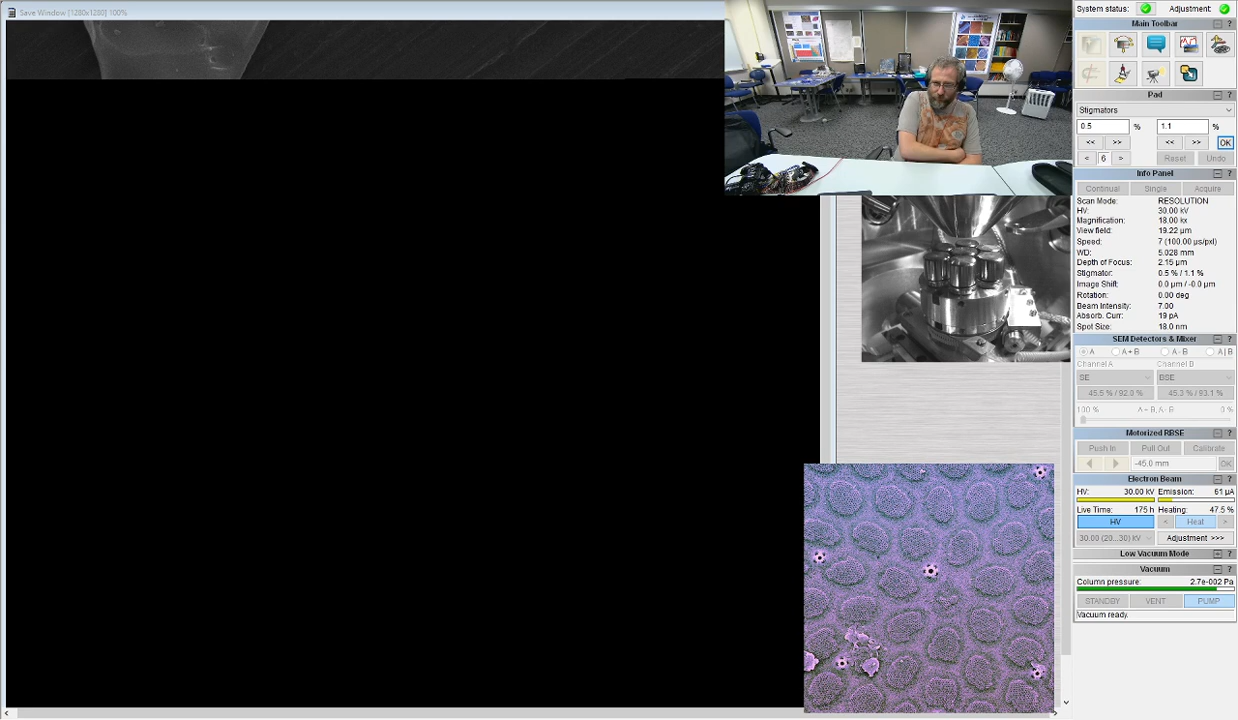 Save Window [1280x1280] 100%
System status: Adjustment:
Main Toolbar
Pad
Stigmators
0.5 % 1.1 %
<< >> << >> OK
< 6 > Reset Undo
Info Panel
Continual Single Acquire
Scan Mode: RESOLUTION
HV: 30.00 kV
Magnification: 18.00 kx
View field: 19.22 µm
Speed: 7 (100.00 µs/pxl)
WD: 5.028 mm
Depth of Focus: 2.15 µm
Stigmator: 0.5 % / 1.1 %
Image Shift: 0.0 µm / -0.0 µm
Rotation: 0.00 deg
Beam Intensity: 7.00
Absorb. Curr: 19 pA
Spot Size: 18.0 nm
SEM Detectors & Mixer
A A+B A-B A|B
Channel A Channel B
SE BSE
45.5 % / 92.0 % 45.3 % / 93.1 %
100 % A+B, A-B 0 %
Motorized RBSE
Push In Pull Out Calibrate
-45.0 mm OK
Electron Beam
HV: 30.00 kV Emission: 61 µA
Live Time: 175 h Heating: 47.5 %
HV < Heat >
30.00 (20...30) kV Adjustment >>>
Low Vacuum Mode
Vacuum
Column pressure: 2.7e-002 Pa
STANDBY VENT PUMP
Vacuum ready.